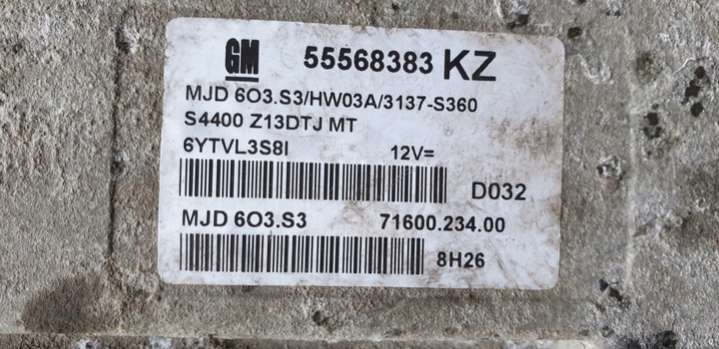 GM 55568383 KZ
MJD 6O3.S3/HW03A/3137-S360
S4400 Z13DTJ MT
6YTVL3S8I 12V=
D032
MJD 6O3.S3 71600.234.00
8H26